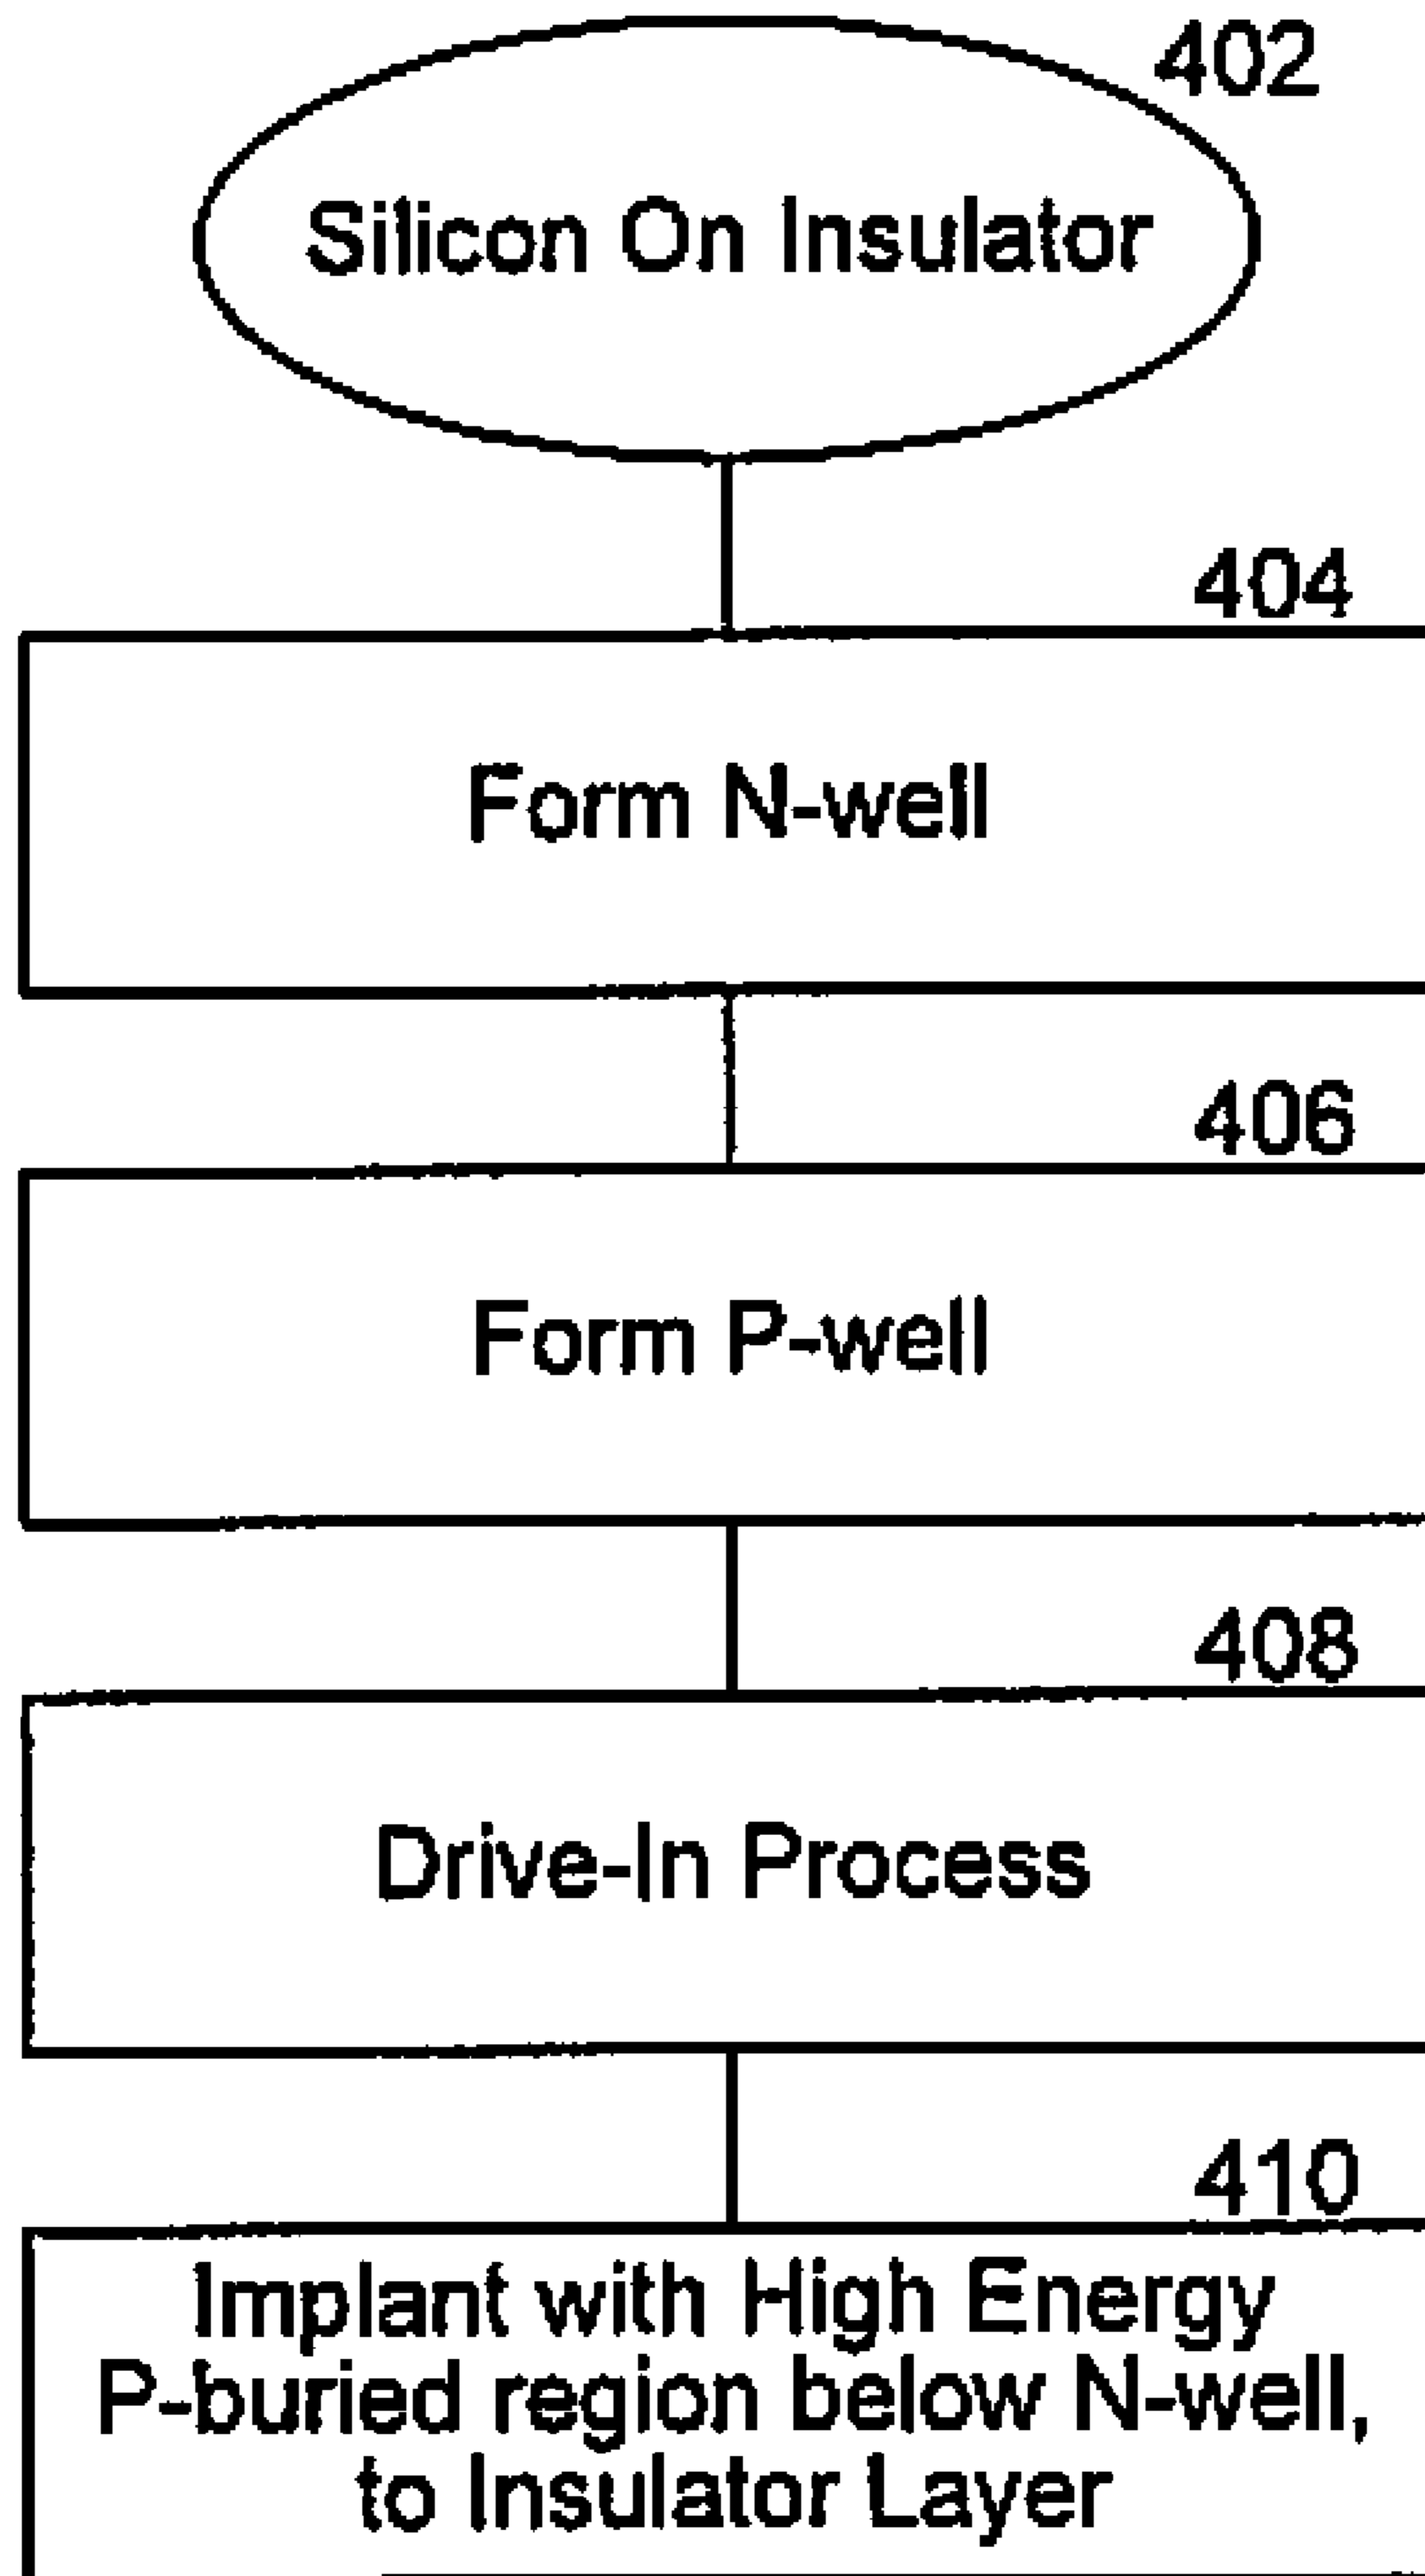 402
Silicon On Insulator
404
Form N-well
406
Form P-well
408
Drive-In Process
410
Implant with High Energy
P-buried region below N-well,
to Insulator Layer